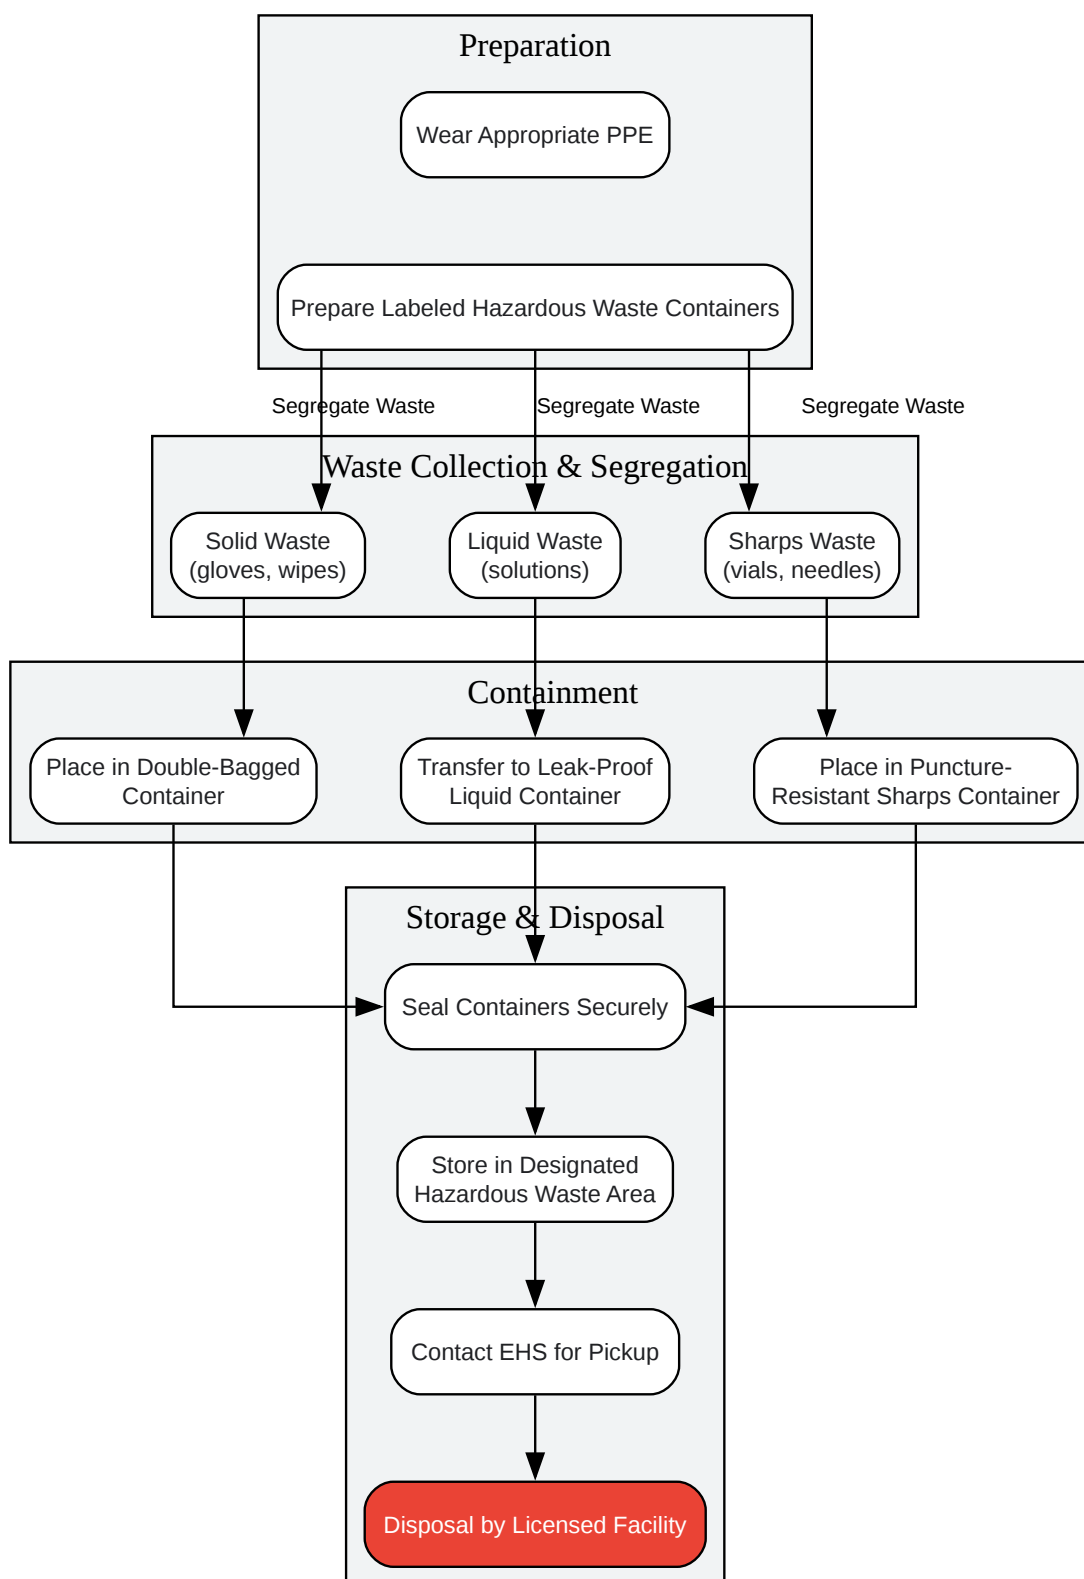 Preparation
Wear Appropriate PPE
Prepare Labeled Hazardous Waste Containers
Segregate Waste
Segregate Waste
Segregate Waste
Waste Collection & Segregation
Solid Waste
(gloves, wipes)
Liquid Waste
(solutions)
Sharps Waste
(vials, needles)
Containment
Place in Double-Bagged
Container
Transfer to Leak-Proof
Liquid Container
Place in Puncture-
Resistant Sharps Container
Storage & Disposal
Seal Containers Securely
Store in Designated
Hazardous Waste Area
Contact EHS for Pickup
Disposal by Licensed Facility